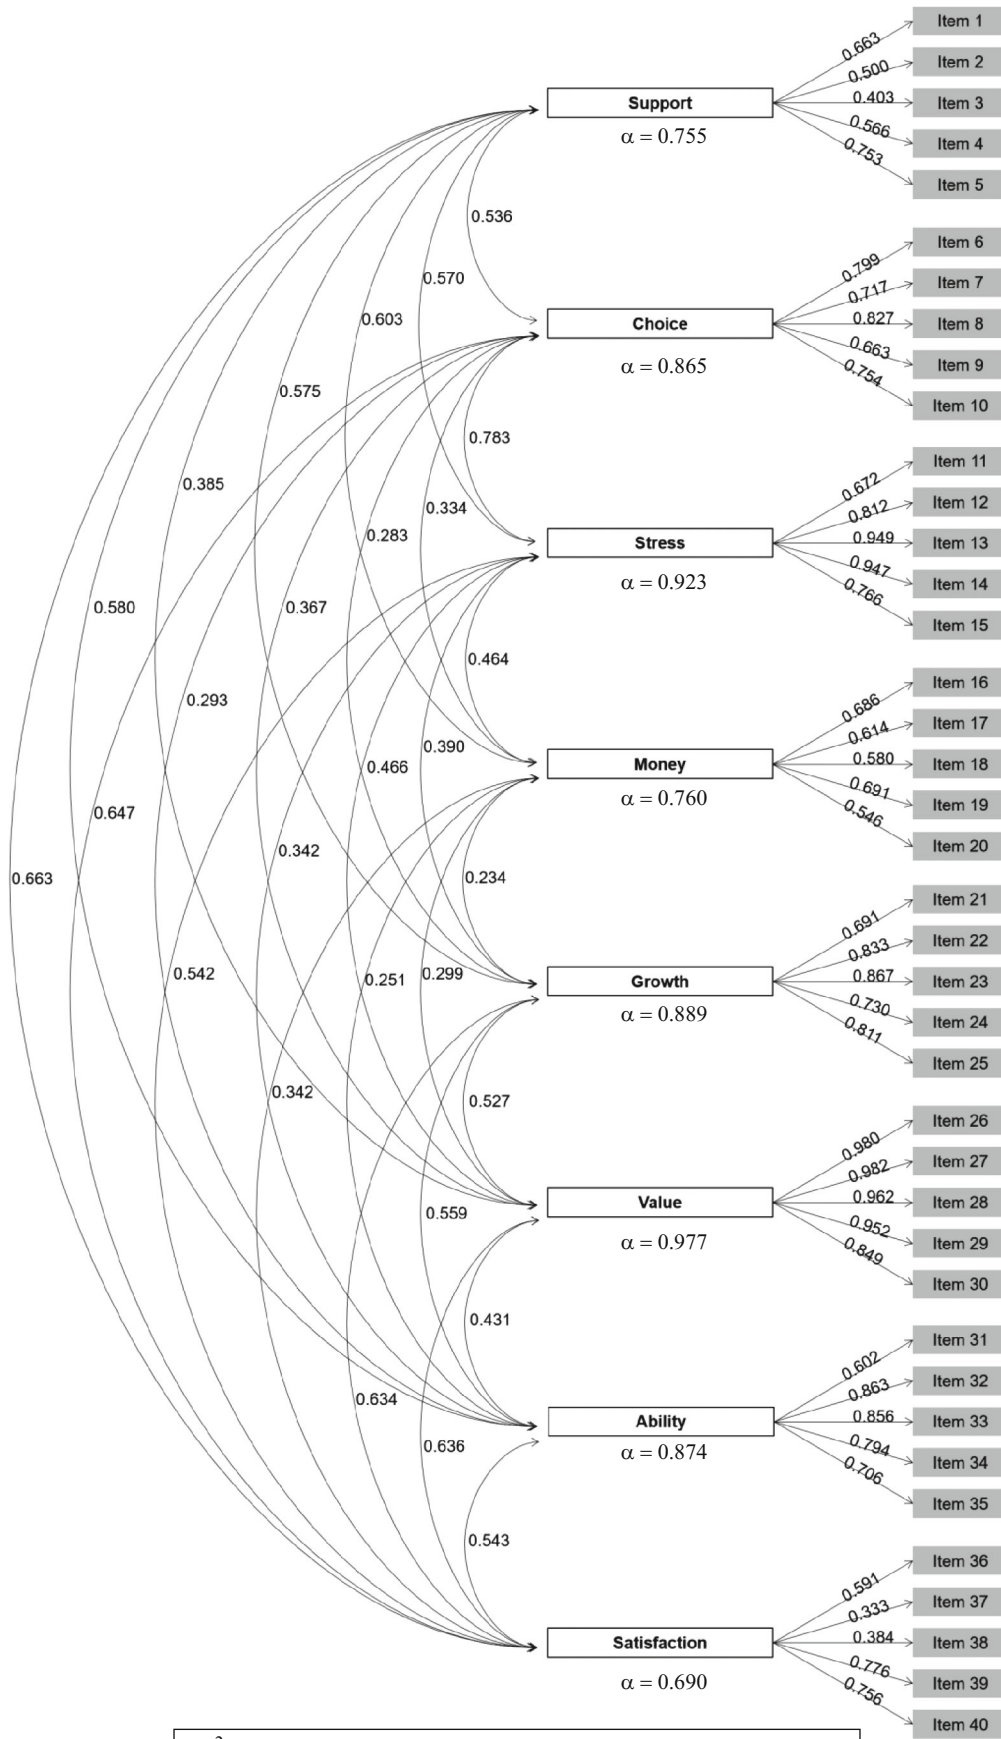 Item 1
0.663
Item 2
0.500
Support
0.403
Item 3
α = 0.755
0.566
Item 4
0.753
Item 5
0.536
Item 6
0.799
0.570
0.717
Item 7
0.603
Choice
0.827
Item 8
α = 0.865
0.663
Item 9
0.575
0.754
Item 10
0.783
Item 11
0.385
0.672
0.334
0.812
Item 12
0.283
Stress
0.949
Item 13
α = 0.923
0.947
Item 14
0.580
0.367
0.766
Item 15
0.464
Item 16
0.293
0.686
0.614
Item 17
0.390
0.466
Money
0.580
Item 18
α = 0.760
0.691
Item 19
0.647
0.546
0.342
Item 20
0.663
0.234
Item 21
0.691
0.833
Item 22
0.542
0.251
0.299
Growth
0.867
Item 23
α = 0.889
0.730
Item 24
0.811
Item 25
0.342
0.527
Item 26
0.980
0.982
Item 27
0.559
Value
0.962
Item 28
α = 0.977
0.952
Item 29
0.849
Item 30
0.431
Item 31
0.602
0.863
Item 32
0.634
Ability
0.856
Item 33
0.636
α = 0.874
0.794
Item 34
0.706
Item 35
0.543
Item 36
0.591
0.333
Item 37
Satisfaction
0.384
Item 38
α = 0.690
0.776
Item 39
0.756
Item 40